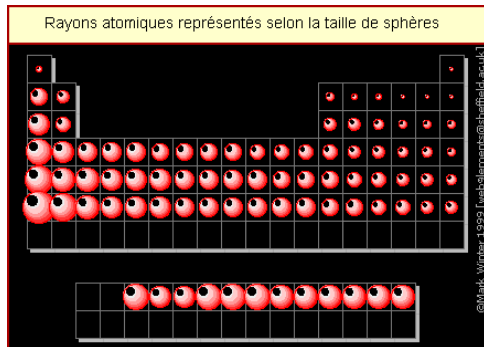 Rayons atomiques représentés selon la taille de sphères
©Mark Winter 1999 [webelements@sheffield.ac.uk]